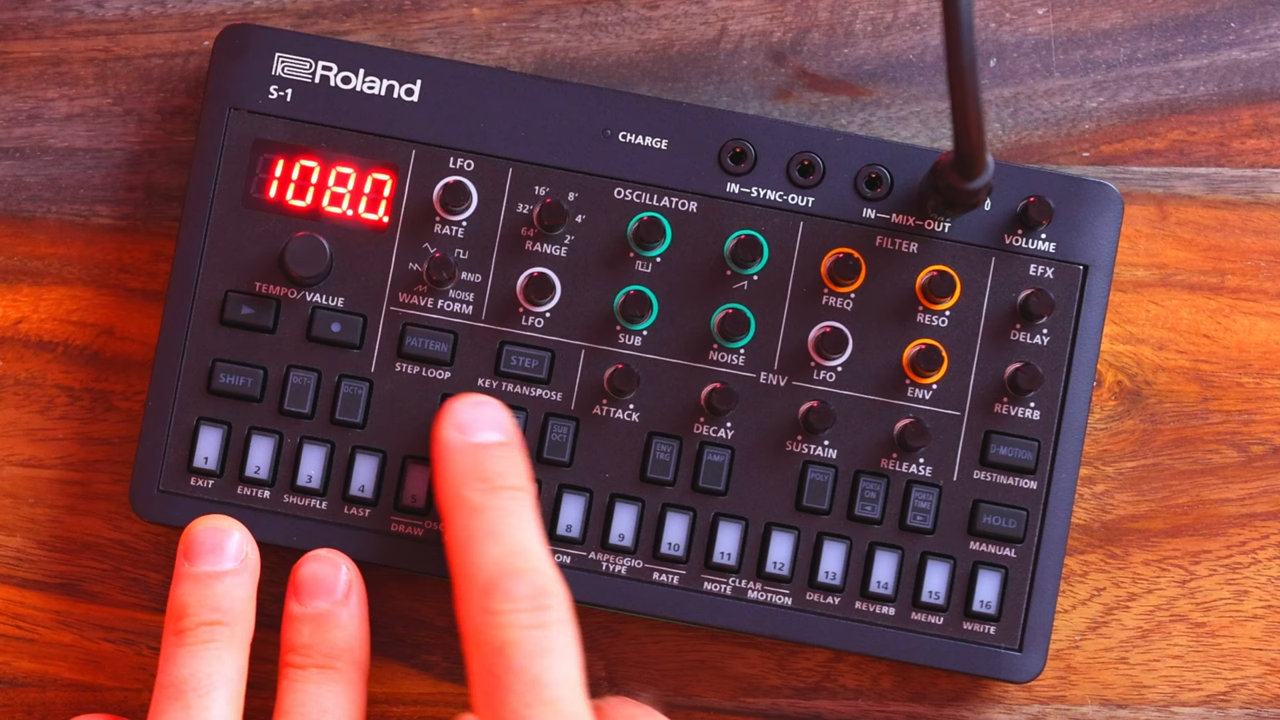 Roland
S-1
CHARGE
IN—SYNC-OUT
IN—MIX—OUT
VOLUME
108.0
TEMPO/VALUE
LFO
RATE
RND
NOISE
WAVE FORM
OSCILLATOR
16'
8'
32'
4'
64'
2'
RANGE
LFO
SUB
NOISE
FILTER
FREQ
RESO
LFO
ENV
EFX
DELAY
REVERB
D-MOTION
DESTINATION
HOLD
MANUAL
PATTERN
STEP LOOP
STEP
KEY TRANSPOSE
SHIFT
OCT-
OCT+
SUB OCT
ENV
ATTACK
DECAY
SUSTAIN
RELEASE
ENV TRG
AMP
POLY
PORTA ON
PORTA TIME
1
2
3
4
5
8
9
10
11
12
13
14
15
16
EXIT
ENTER
SHUFFLE
LAST
DRAW
ARPEGGIO
TYPE
RATE
CLEAR
NOTE
MOTION
DELAY
REVERB
MENU
WRITE